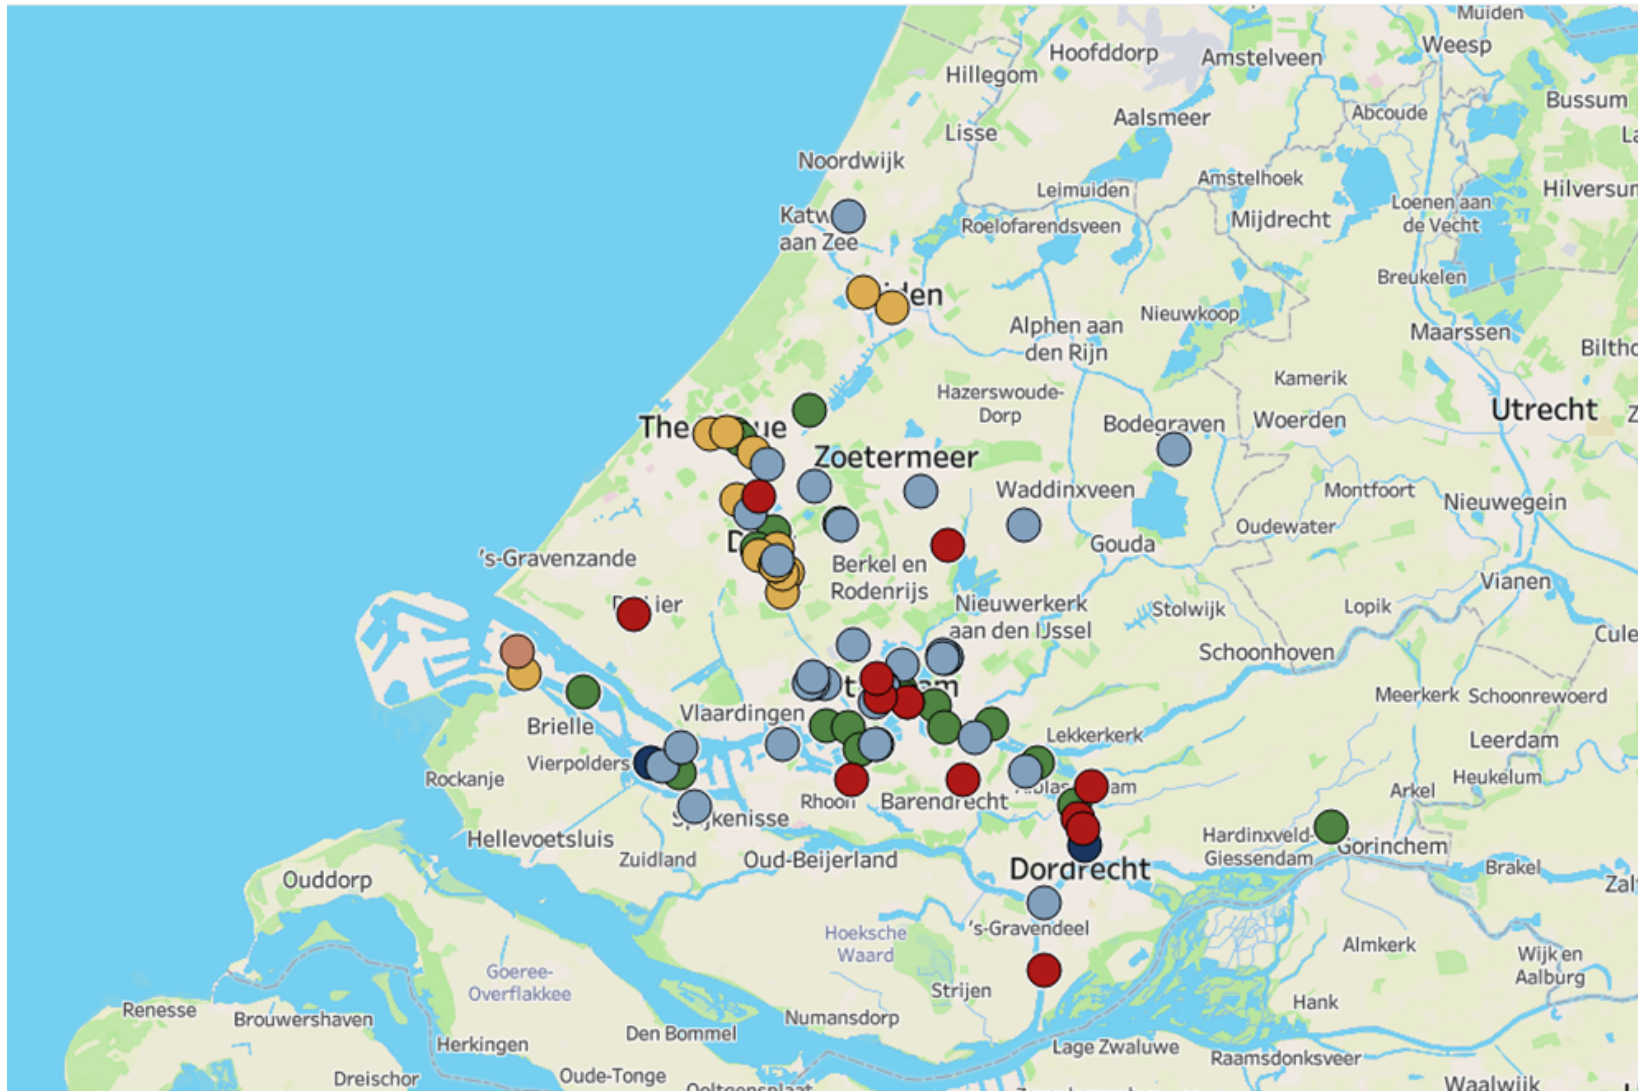 Muiden
Hoofddorp
Amstelveen
Weesp
Hillegom
Bussum
Aalsmeer
Abcoude
Lisse
Noordwijk
Leimuiden
Amstelhoek
Loenen aan
de Vecht
Mijdrecht
aan Zee
Roelofarendsveen
Breukelen
Nieuwkoop
Alphen aan
den Rijn
Maarssen
Kamerik
Hazerswoude-
Dorp
Utrecht
The
Bodegraven
Woerden
Zoetermeer
Waddinxveen
Montfoort
Nieuwegein
Oudewater
Gouda
's-Gravenzande
Berkel en
Rodenrijs
Vianen
Nieuwerkerk
aan den IJssel
Stolwijk
Lopik
Schoonhoven
Meerkerk
Schoonrewoerd
Vlaardingen
Brielle
Lekkerkerk
Leerdam
Vierpolders
Rockanje
Heukelum
Rhoon
Barendrecht
Arkel
Spijkenisse
Hellevoetsluis
Hardinxveld-
Giessendam
Gorinchem
Zuidland
Oud-Beijerland
Dordrecht
Brakel
Ouddorp
's-Gravendeel
Hoeksche
Waard
Almkerk
Wijk en
Aalburg
Goeree-
Overflakkee
Strijen
Hank
Renesse
Brouwershaven
Numansdorp
Den Bommel
Herkingen
Lage Zwaluwe
Raamsdonksveer
Dreischor
Oude-Tonge
Waalwijk